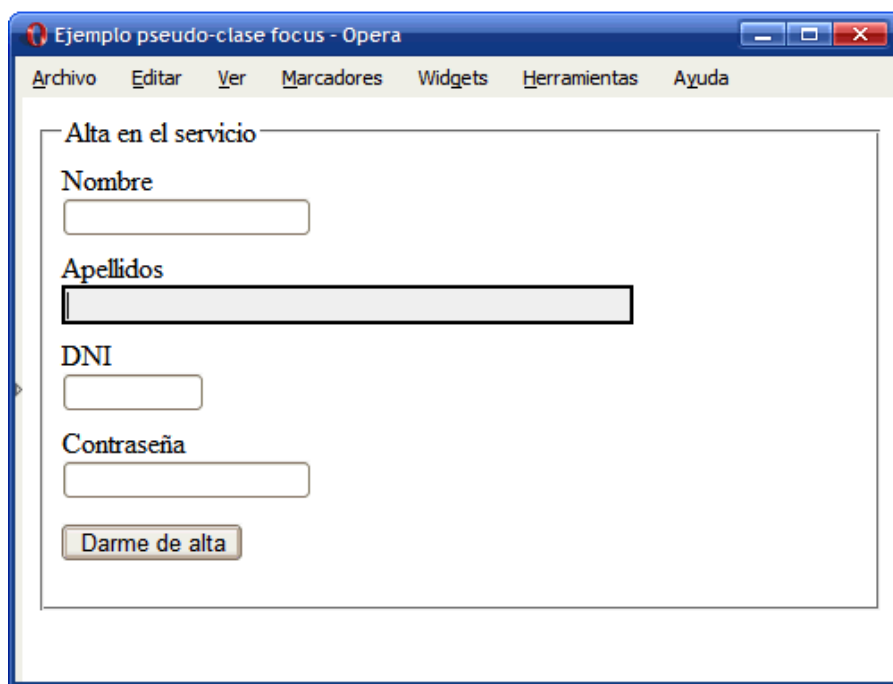 Ejemplo pseudo-clase focus - Opera
Archivo Editar Ver Marcadores Widgets Herramientas Ayuda
Alta en el servicio
Nombre
Apellidos
DNI
Contraseña
Darme de alta